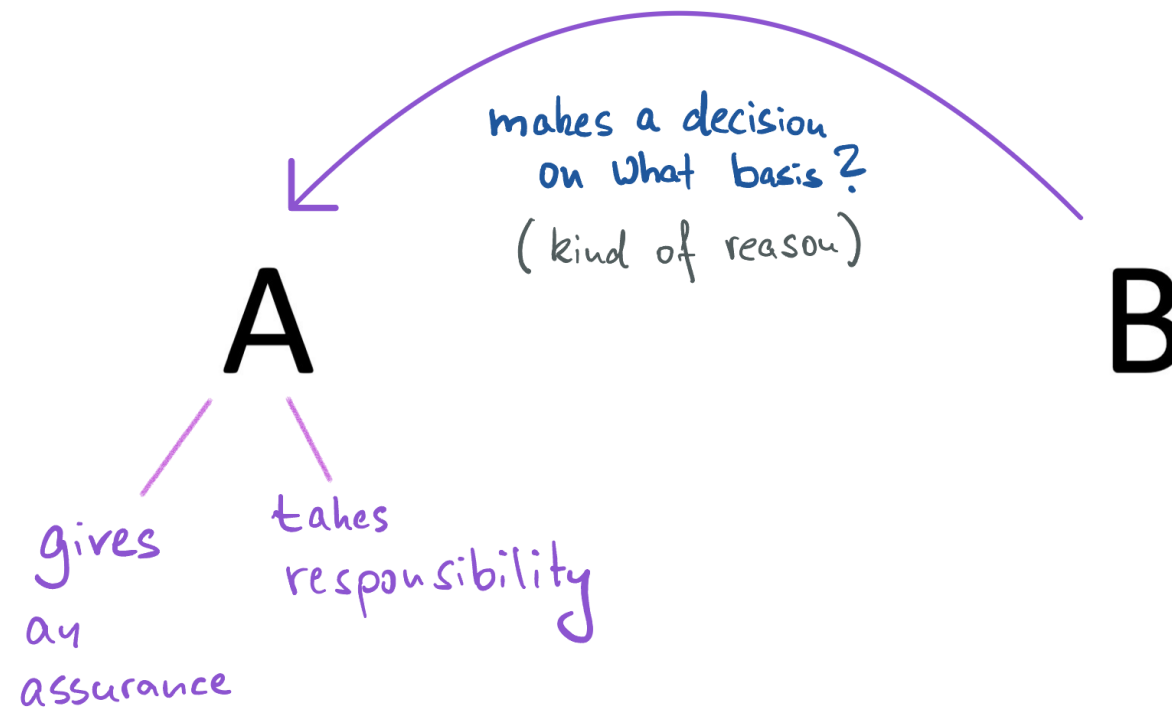 makes a decision
on what basis?
(kind of reason)
A
B
gives
an
assurance
takes
responsibility